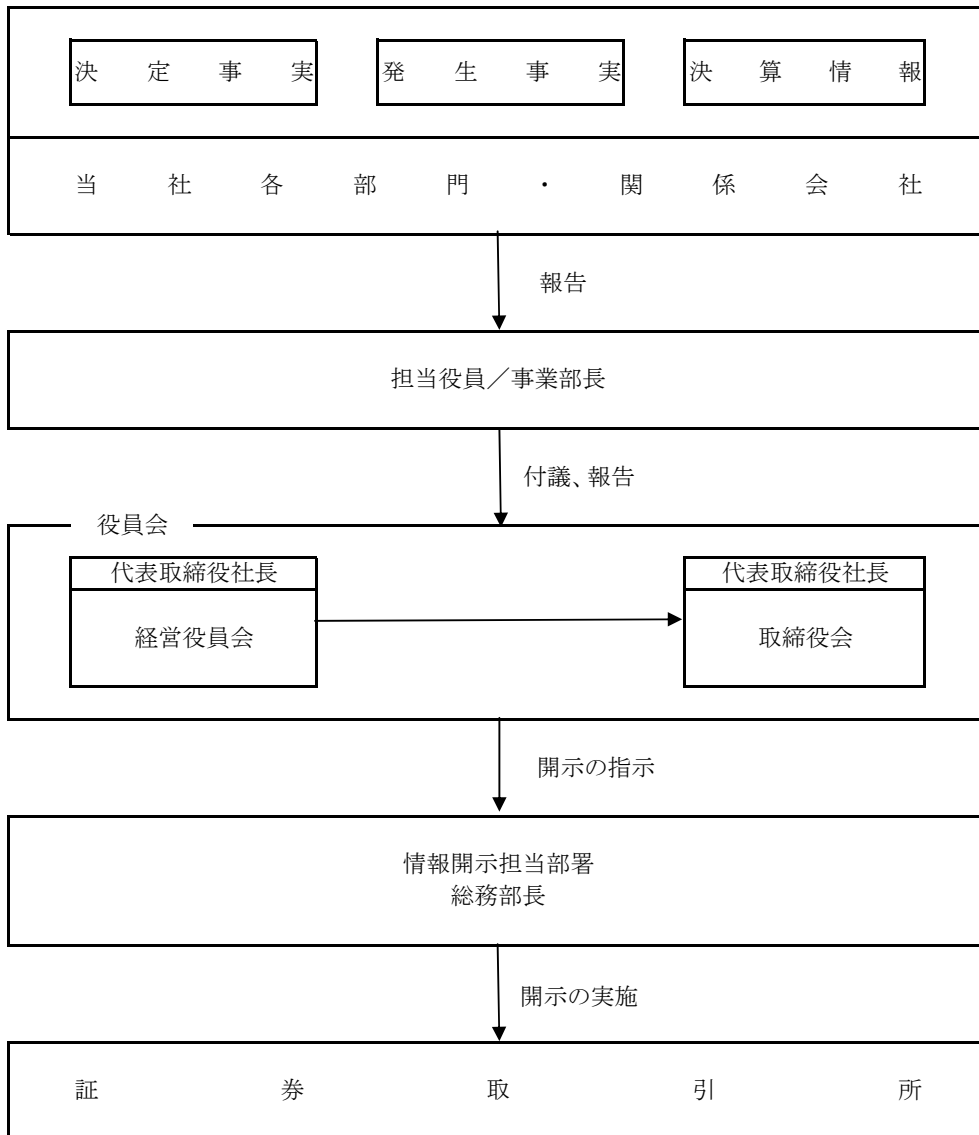 決定事実 発生事実 決算情報
当社各部門・関係会社
報告
担当役員／事業部長
付議、報告
役員会
代表取締役社長 代表取締役社長
経営役員会 取締役会
開示の指示
情報開示担当部署
総務部長
開示の実施
証券取引所